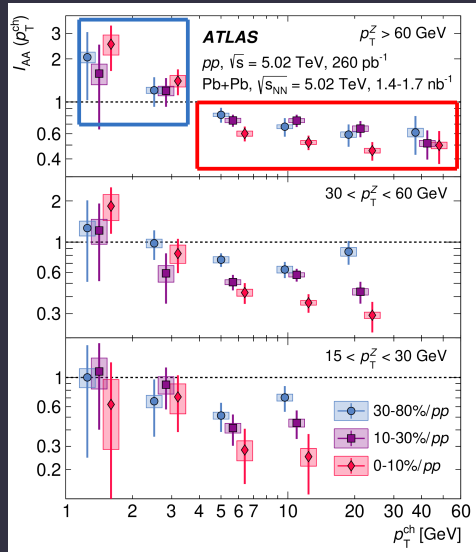 I_AA (p_T^ch)
ATLAS
p_T^Z > 60 GeV
pp, √s = 5.02 TeV, 260 pb⁻¹
Pb+Pb, √s_NN = 5.02 TeV, 1.4-1.7 nb⁻¹
2
1
0.6
0.4
30 < p_T^Z < 60 GeV
2
1
0.6
0.3
15 < p_T^Z < 30 GeV
1
0.6
0.3
0.2
30-80%/pp
10-30%/pp
0-10%/pp
1 2 3 4 5 6 7 10 20 30 40 60
p_T^ch [GeV]